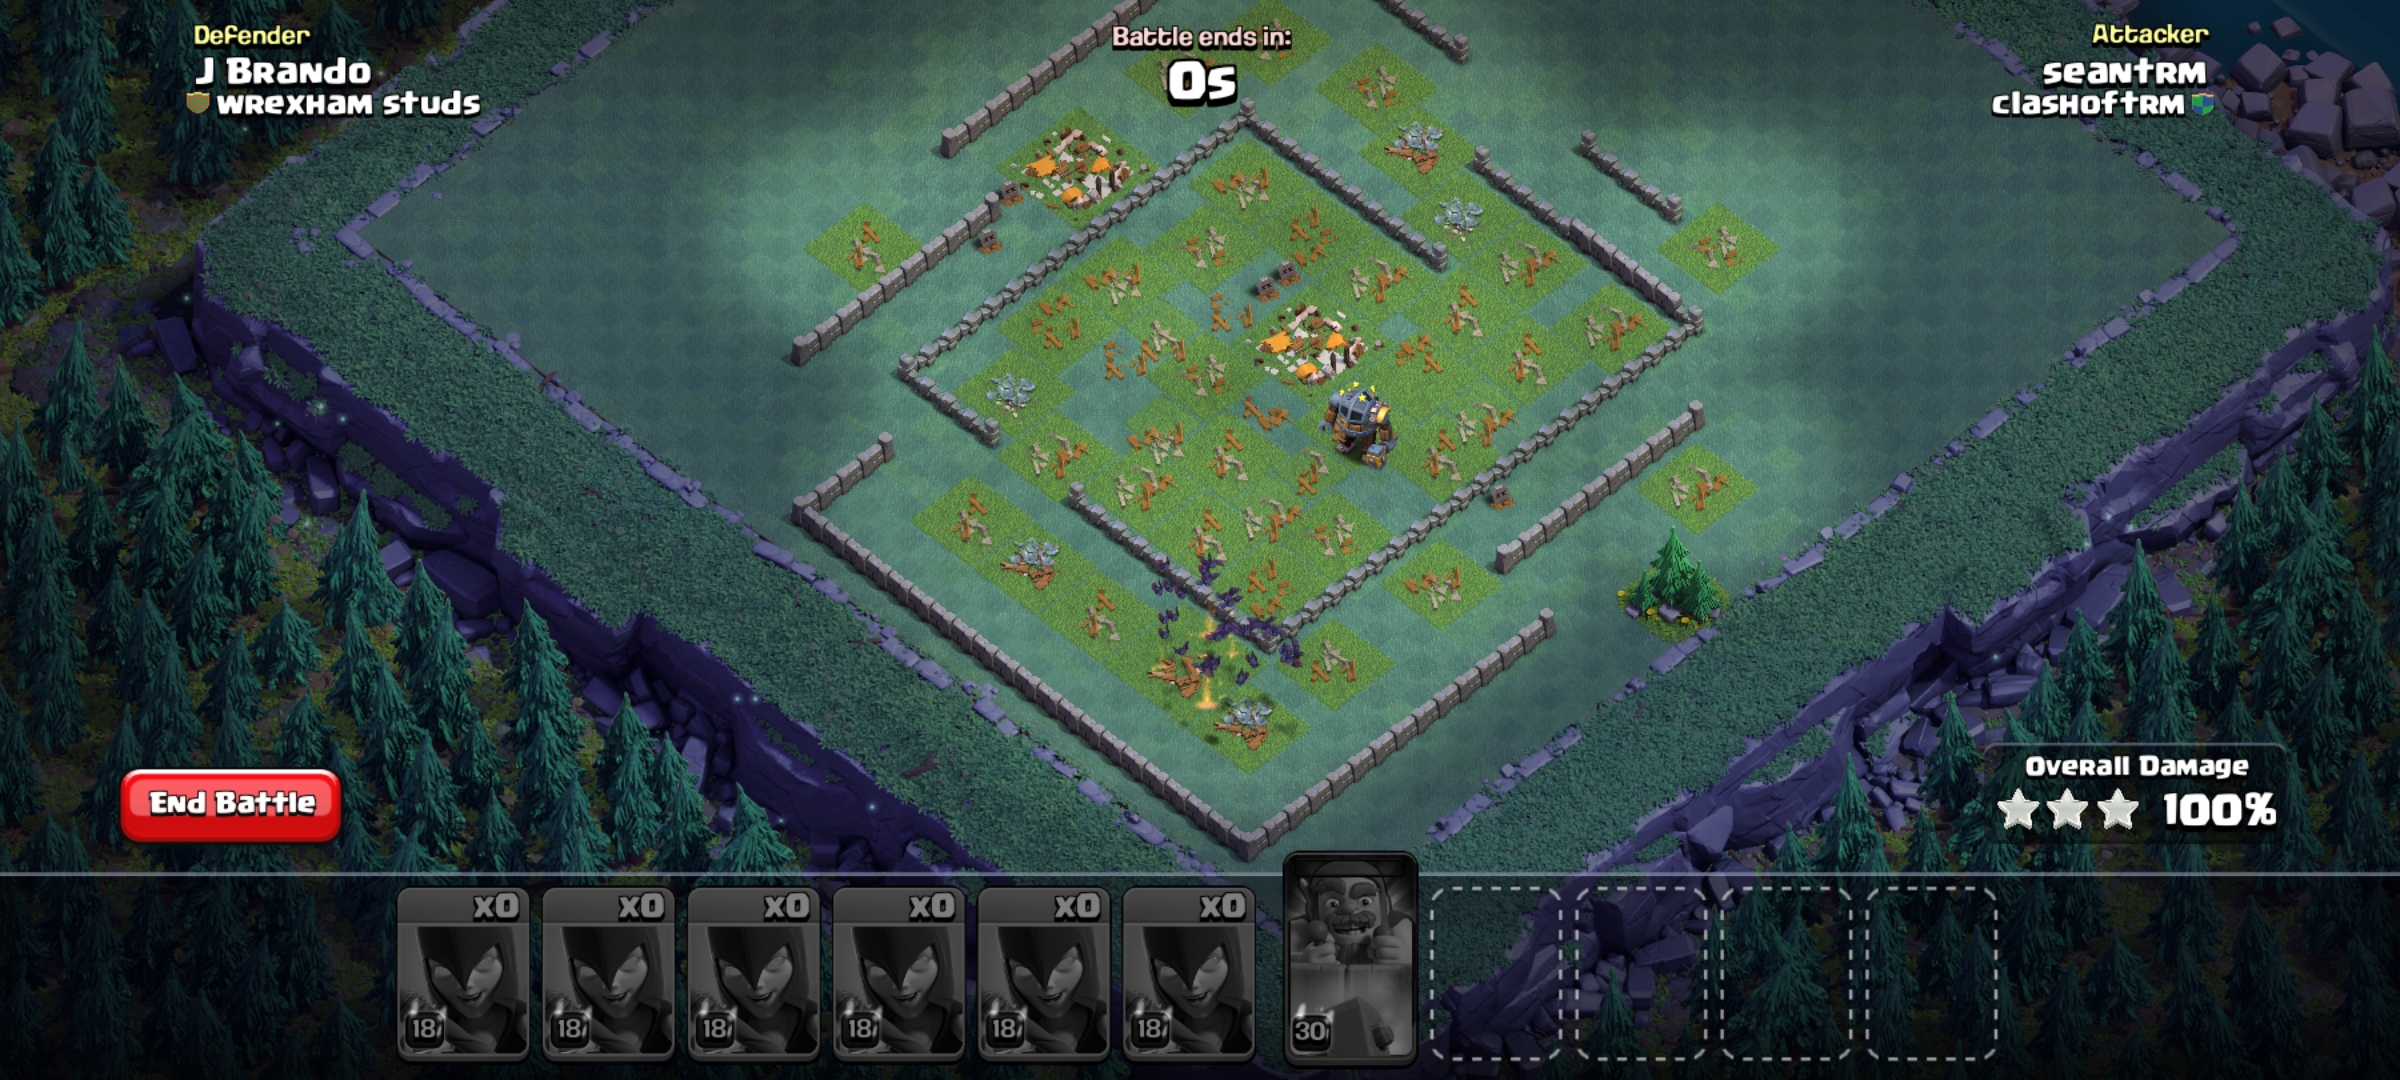 Defender
J Brando
wrexham studs
Battle ends in:
0s
Attacker
seantrm
clashoftrm
End Battle
Overall Damage
100%
x0
x0
x0
x0
x0
x0
18
18
18
18
18
18
30